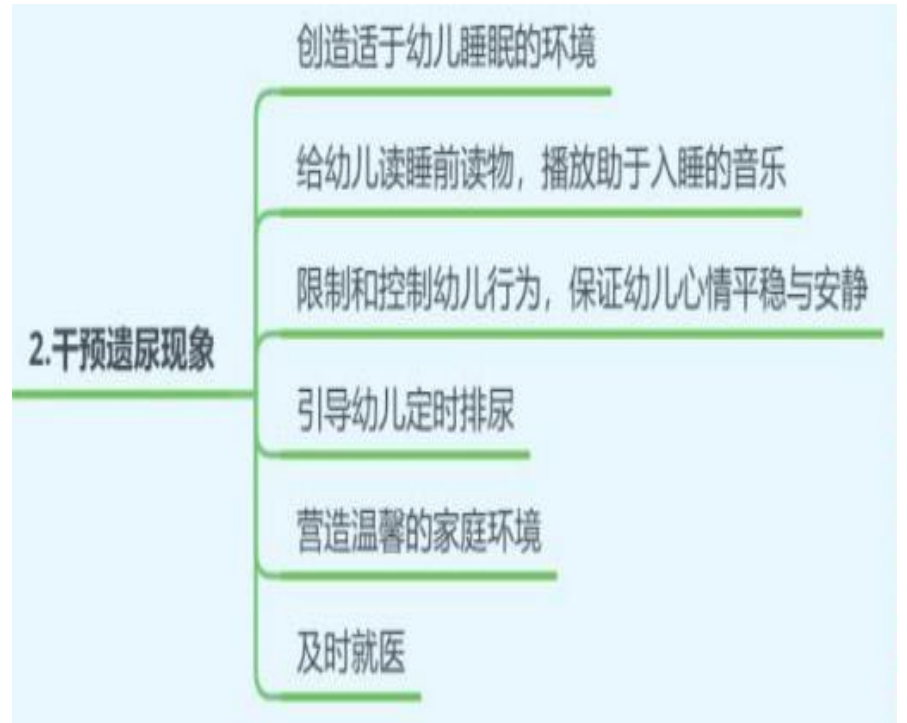 创造适于幼儿睡眠的环境
给幼儿读睡前读物，播放助于入睡的音乐
限制和控制幼儿行为，保证幼儿心情平稳与安静
2.干预遗尿现象
引导幼儿定时排尿
营造温馨的家庭环境
及时就医